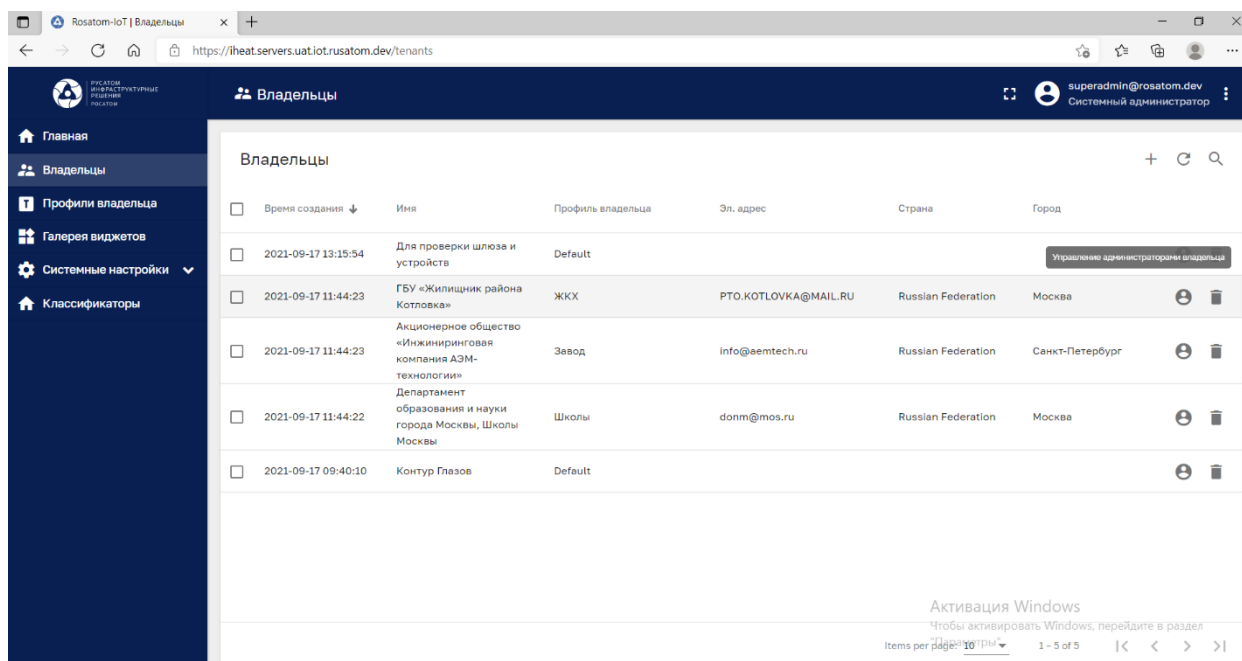 Rosatom-IoT | Владельцы
https://iheat.servers.uat.iot.rusatom.dev/tenants
РУСАТОМ
ИНФРАСТРУКТУРНЫЕ
РЕШЕНИЯ
РОСАТОМ
Владельцы
superadmin@rosatom.dev
Системный администратор
Главная
Владельцы
Профили владельца
Галерея виджетов
Системные настройки
Классификаторы
Владельцы
Время создания Имя Профиль владельца Эл. адрес Страна Город
2021-09-17 13:15:54 Для проверки шлюза и Default
устройств
Управление администраторами владельца
2021-09-17 11:44:23 ГБУ «Жилищник района ЖКХ PTO.KOTLOVKA@MAIL.RU Russian Federation Москва
Котловка»
Акционерное общество
«Инжиниринговая
2021-09-17 11:44:23 компания АЭМ- Завод info@aemtech.ru Russian Federation Санкт-Петербург
технологии»
Департамент
образования и науки
2021-09-17 11:44:22 города Москвы, Школы Школы donm@mos.ru Russian Federation Москва
Москвы
2021-09-17 09:40:10 Контур Глазов Default
Активация Windows
Чтобы активировать Windows, перейдите в раздел
"Параметры".
Items per page: 10 1 – 5 of 5